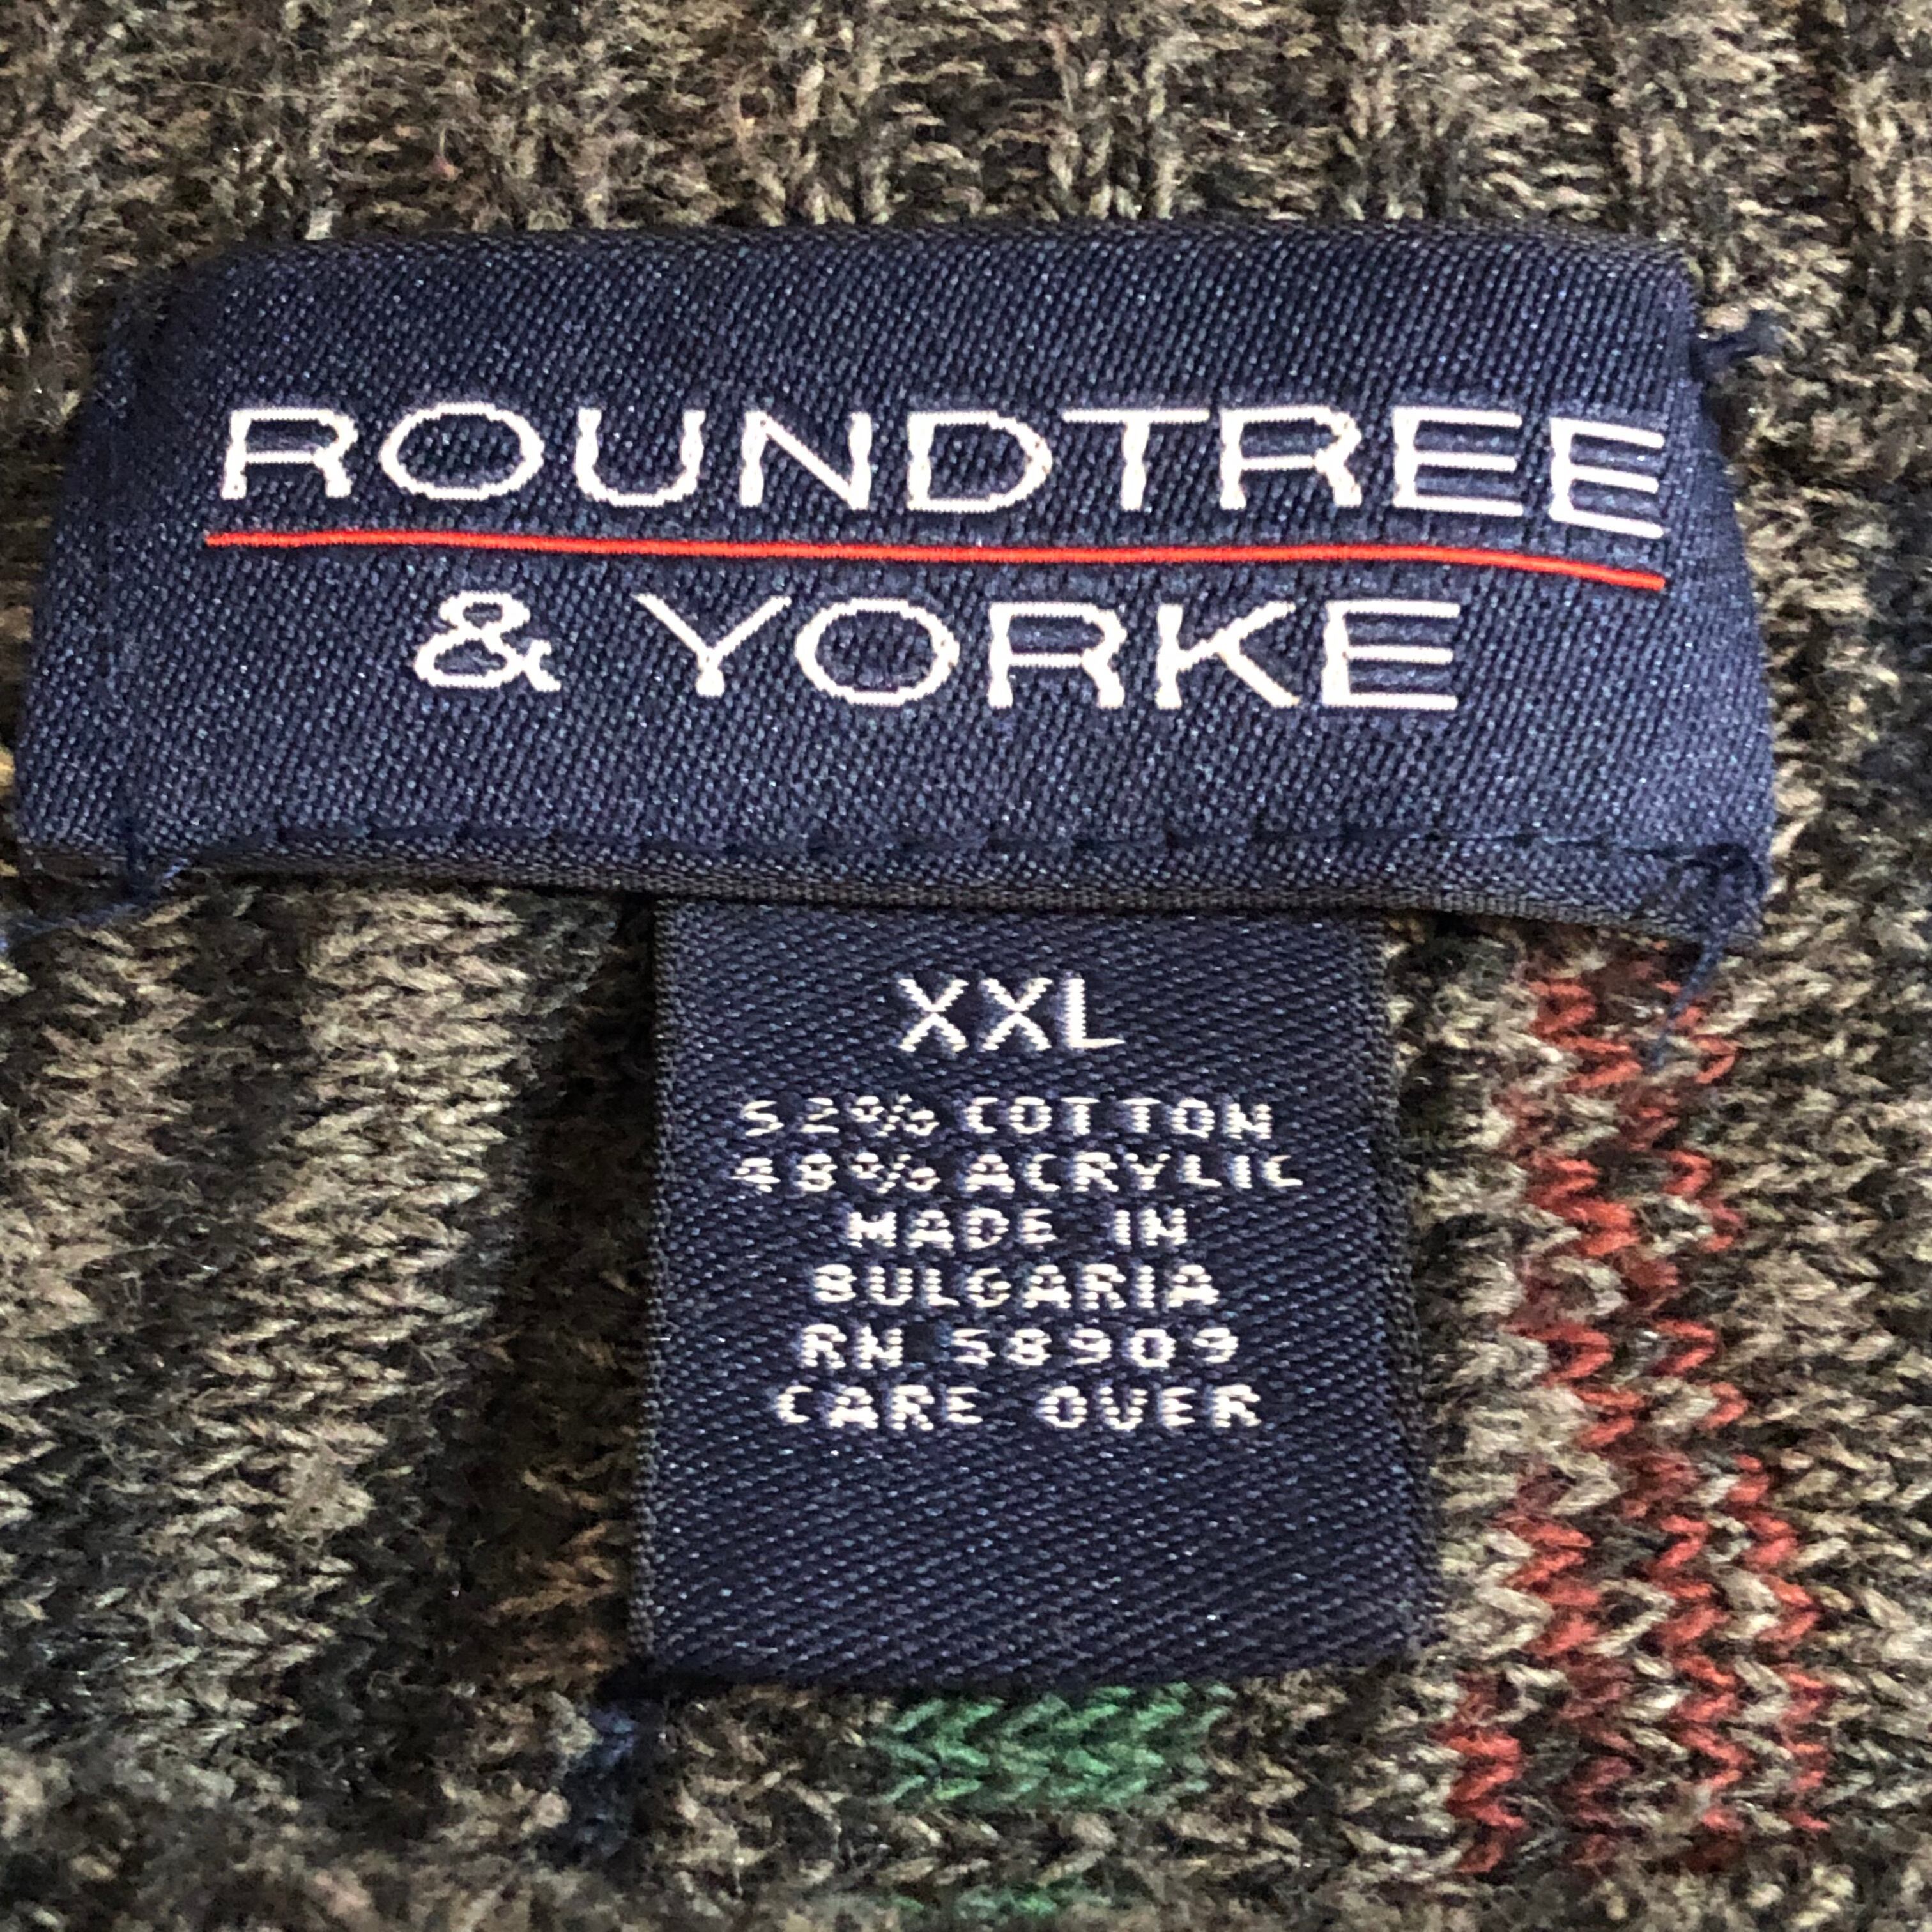 ROUNDTREE
& YORKE
XXL
52% COTTON
48% ACRYLIC
MADE IN
BULGARIA
RN 58909
CARE OVER